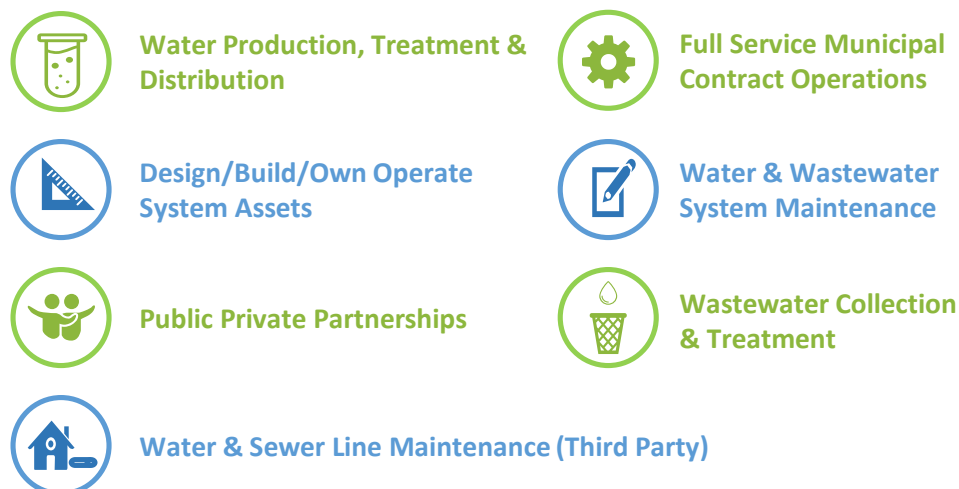 Water Production, Treatment &
Distribution
Full Service Municipal
Contract Operations
Design/Build/Own Operate
System Assets
Water & Wastewater
System Maintenance
Public Private Partnerships
Wastewater Collection
& Treatment
Water & Sewer Line Maintenance (Third Party)